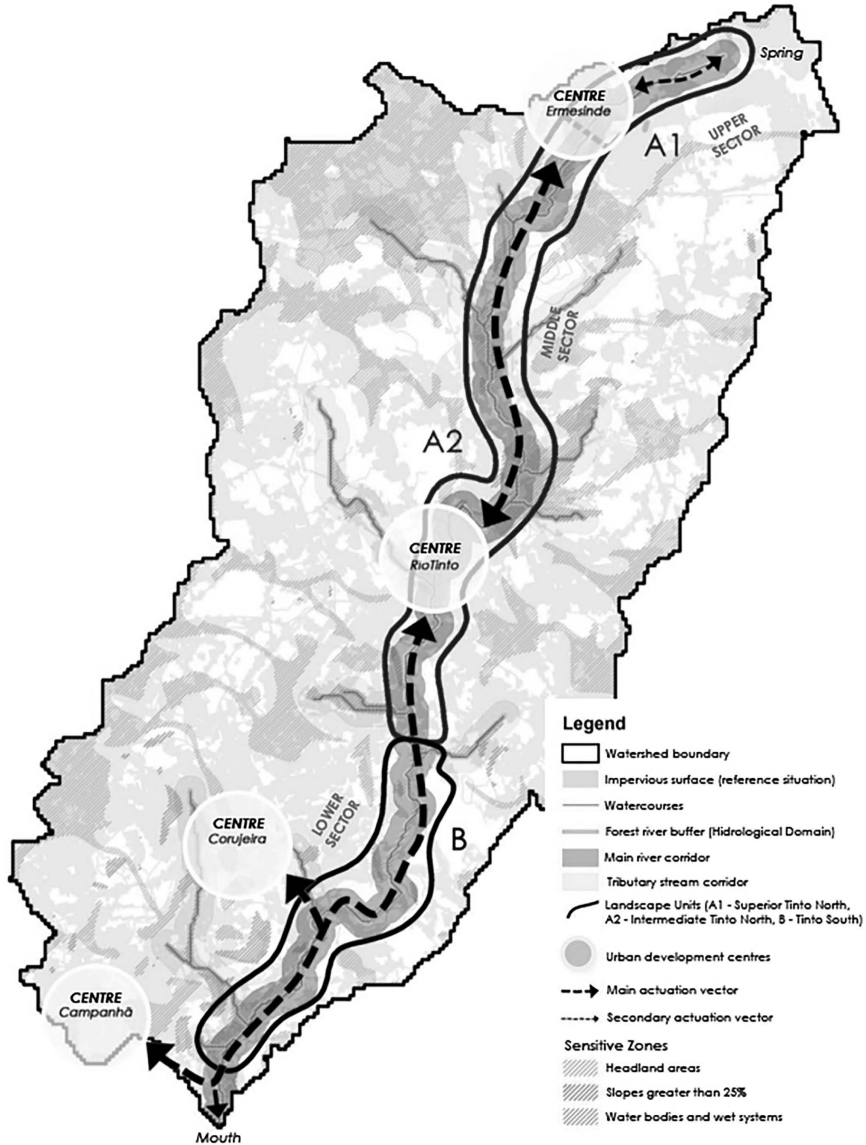 Spring
CENTRE
Ermesinde
A1
UPPER
SECTOR
MIDDLE
SECTOR
A2
CENTRE
RioTinto
LOWER
SECTOR
CENTRE
Corujeira
B
CENTRE
Campanhã
Mouth
Legend
Watershed boundary
Impervious surface (reference situation)
Watercourses
Forest river buffer (Hidrological Domain)
Main river corridor
Tributary stream corridor
Landscape Units (A1 - Superior Tinto North,
A2 - Intermediate Tinto North, B - Tinto South)
Urban development centres
Main actuation vector
Secondary actuation vector
Sensitive Zones
Headland areas
Slopes greater than 25%
Water bodies and wet systems